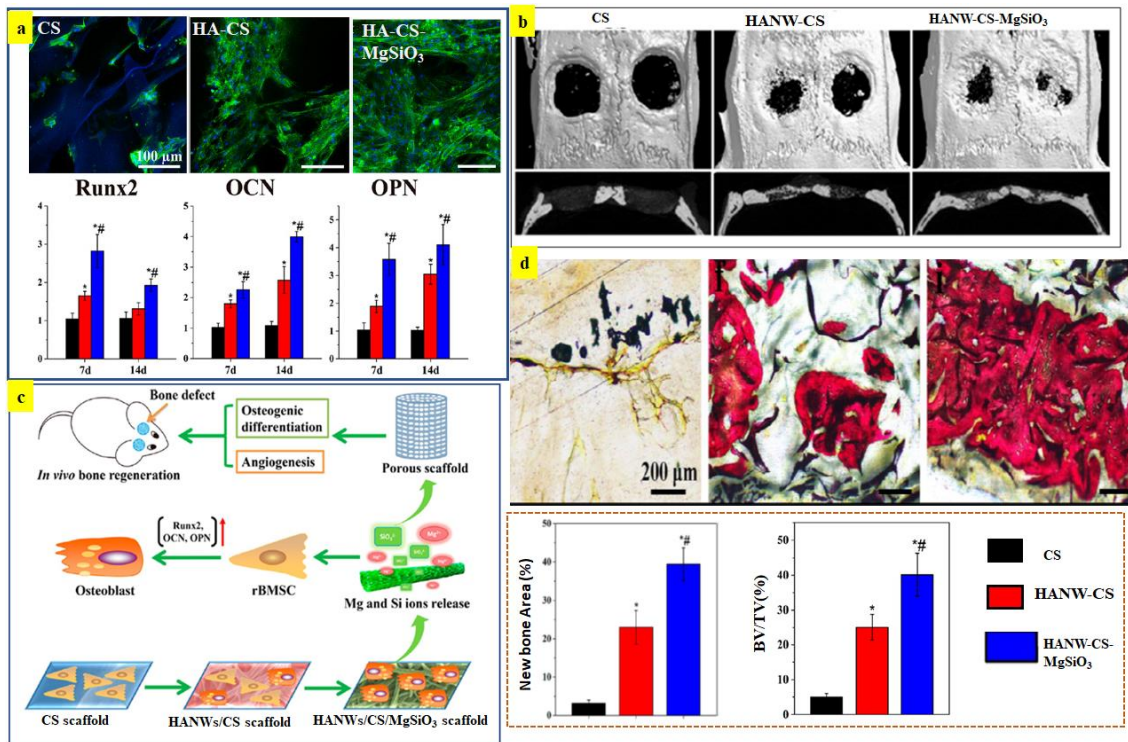 a
CS
HA-CS
HA-CS-
MgSiO₃
100 µm
Runx2
OCN
OPN
5
4
3
2
1
0
*
*#
*#
*
7d
14d
6
5
4
3
2
1
0
*
*#
*
*#
7d
14d
5
4
3
2
1
0
*
*#
*
*#
7d
14d
b
CS
HANW-CS
HANW-CS-MgSiO₃
c
Bone defect
In vivo bone regeneration
Osteogenic
differentiation
Angiogenesis
Porous scaffold
Runx2,
OCN, OPN
Osteoblast
rBMSC
Mg and Si ions release
CS scaffold
HANWs/CS scaffold
HANWs/CS/MgSiO₃ scaffold
d
200 µm
New bone Area (%)
50
40
30
20
10
0
*
*#
BV/TV(%)
50
40
30
20
10
0
*
*#
CS
HANW-CS
HANW-CS-
MgSiO₃